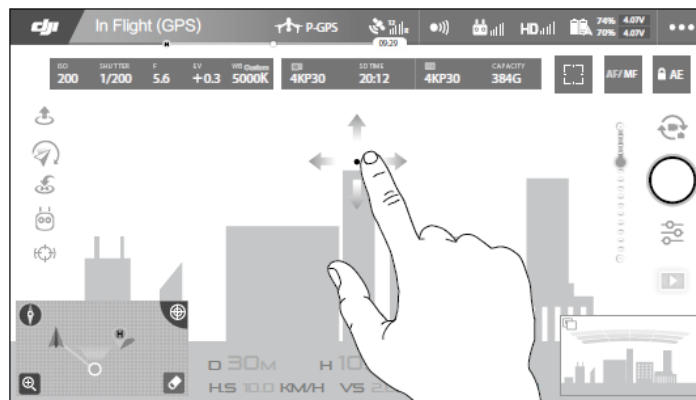 dji In Flight (GPS) P-GPS HD 74% 4.07V
70% 4.07V
09:29
H
ISO SHUTTER F EV WB Custom SD TIME CAPACITY
200 1/200 5.6 +0.3 5000K 4KP30 20:12 4KP30 384G AF/MF AE
H
D 30M H 10
H.S 10.0 KM/H VS 2.0